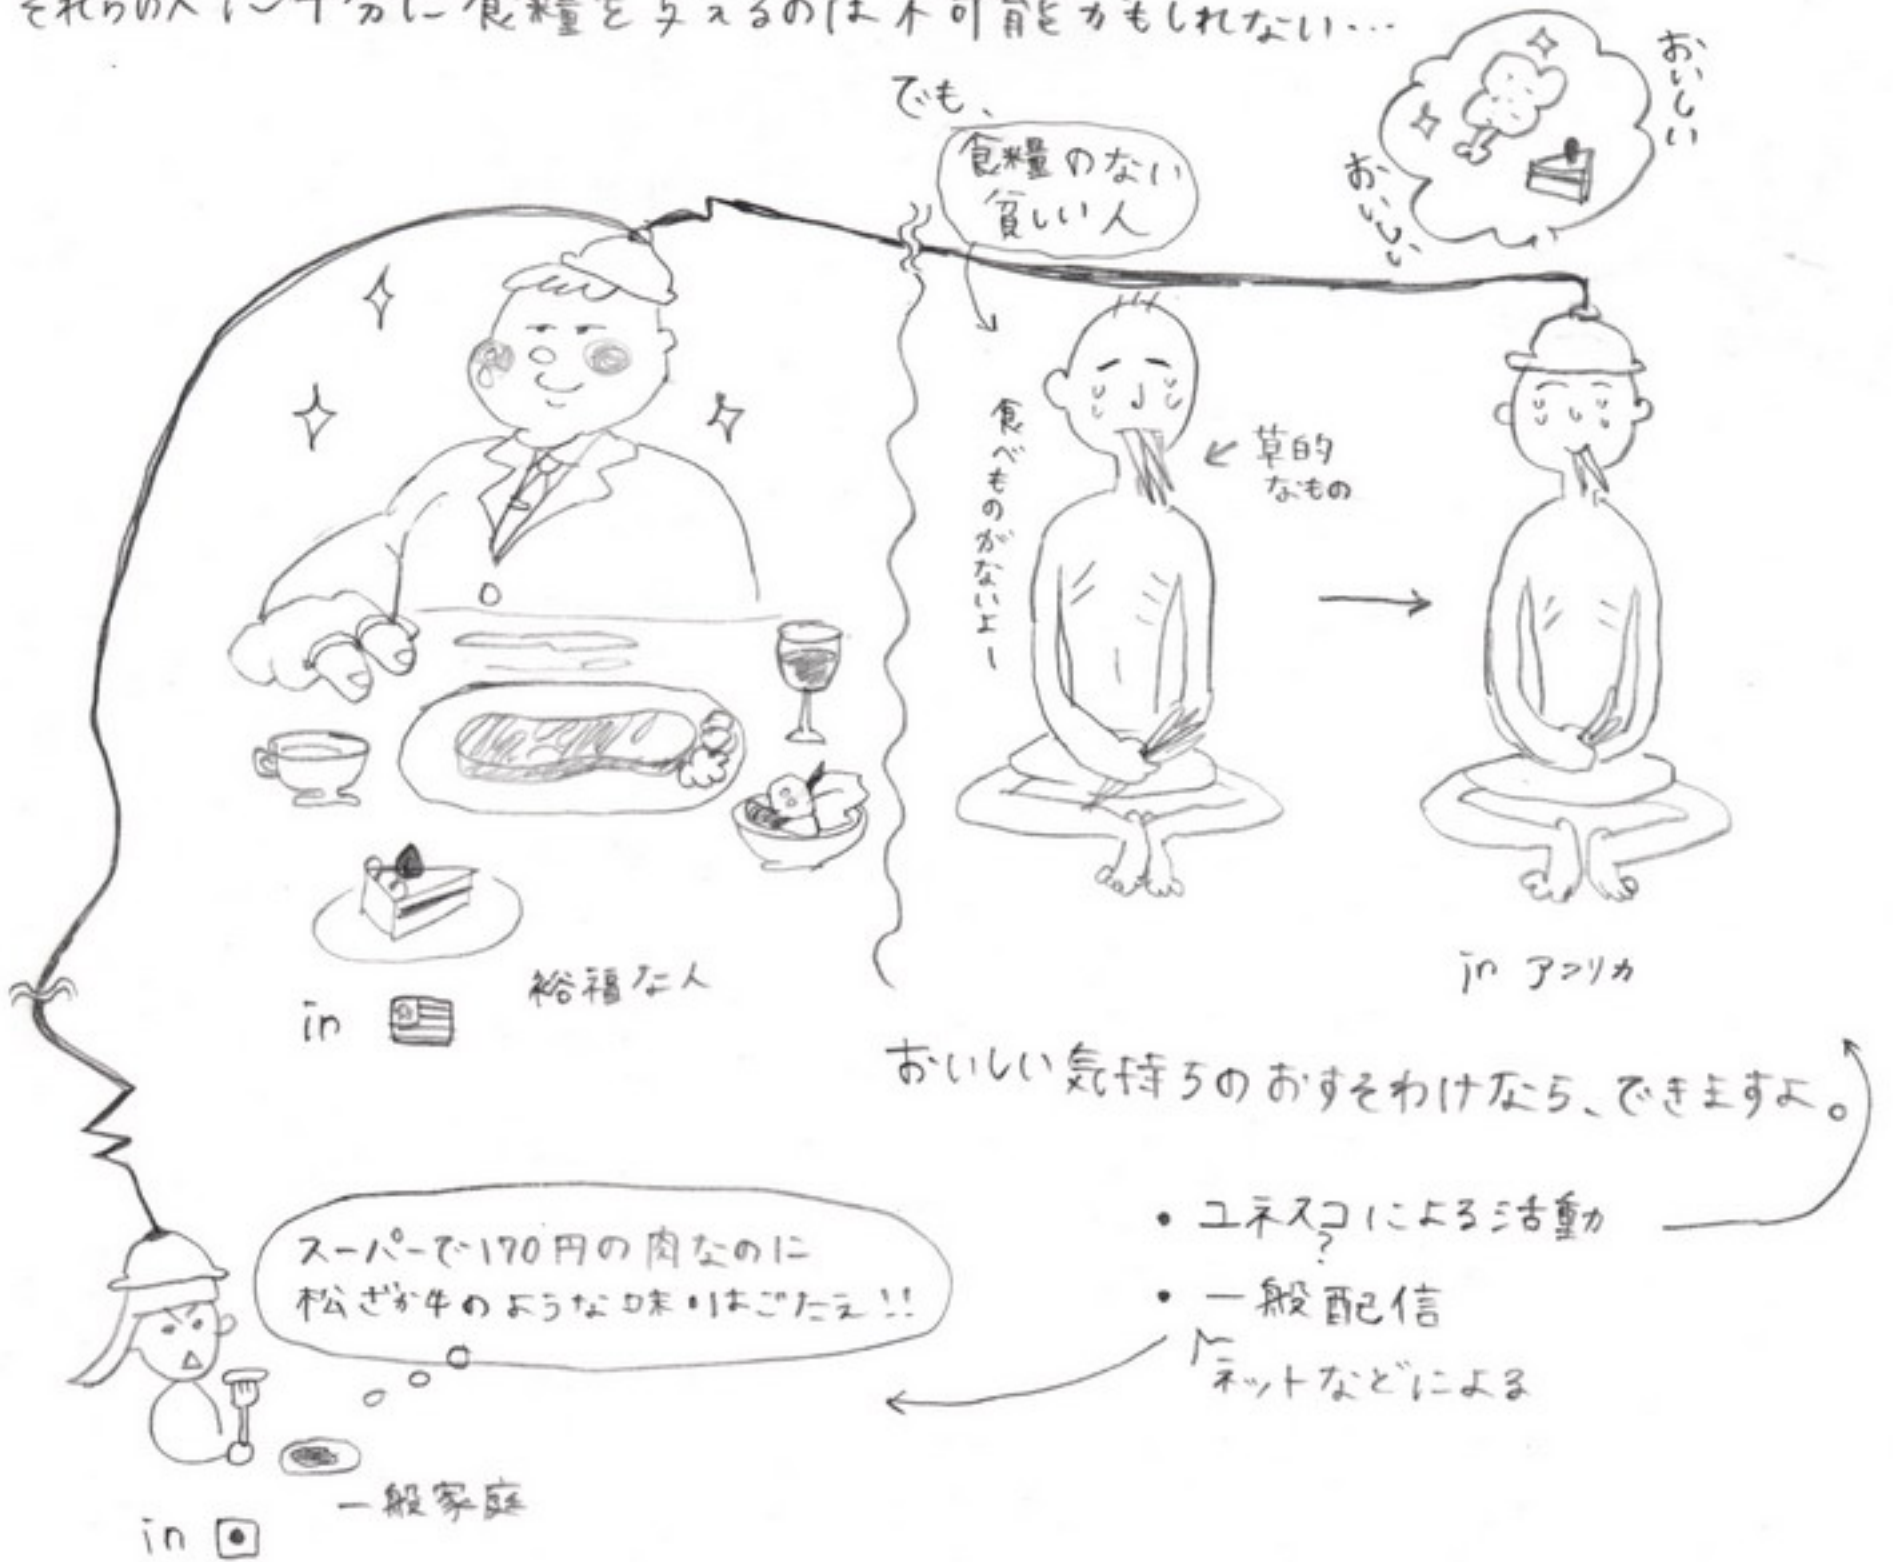 それらの人に十分に食糧を与えるのは不可能かもしれない…
でも、
食糧のない
貧しい人
おいしい
おいしい
食べものがないよー
草的
なもの
in
裕福な人
in アフリカ
おいしい気持ちのおすそわけなら、できますよ。
スーパーで170円の肉なのに
松ざか牛のような味・はごたえ!!
・ユネスコによる活動
?
・一般配信
ネットなどによる
一般家庭
in